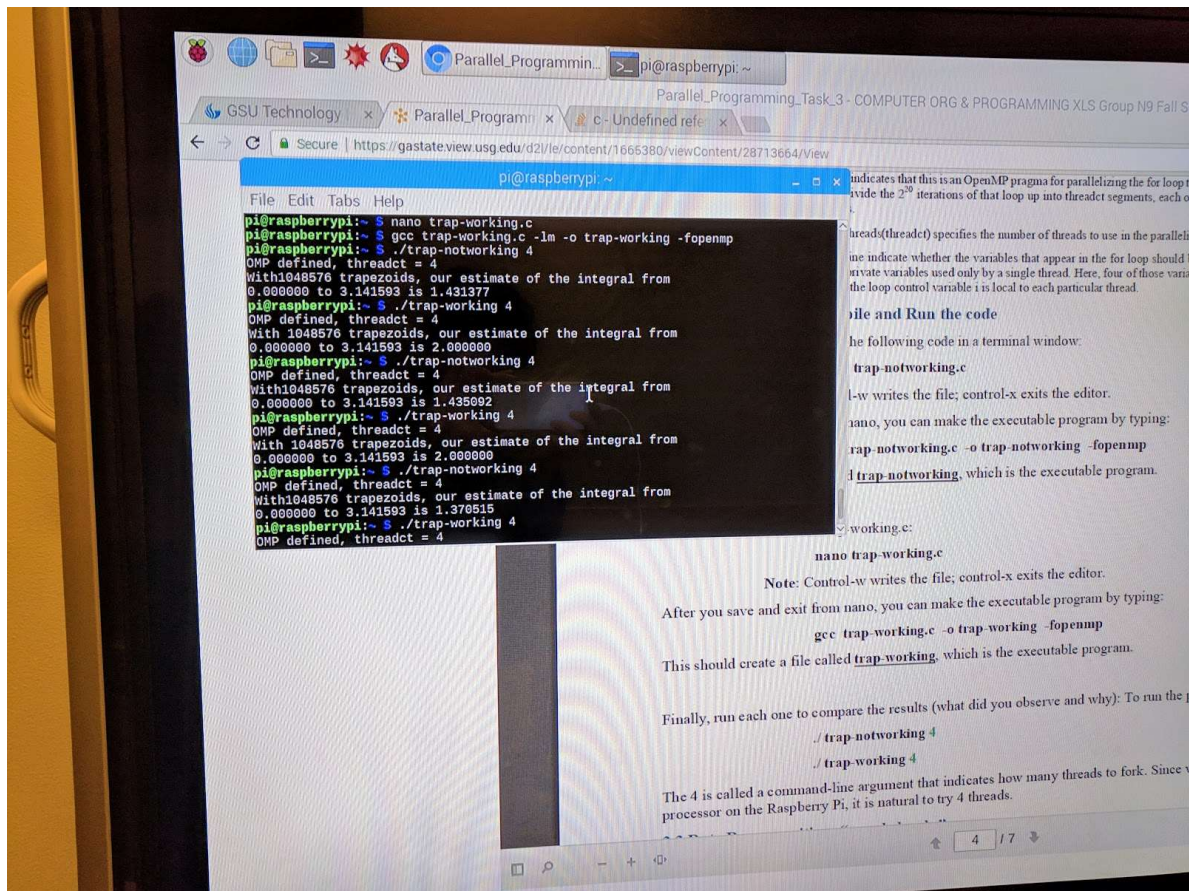 Parallel_Programmin...
pi@raspberrypi: ~
Parallel_Programming_Task_3 - COMPUTER ORG & PROGRAMMING XLS Group N9 Fall S
GSU Technology
Parallel_Programm
c - Undefined refe
Secure | https://gastate.view.usg.edu/d2l/le/content/1665380/viewContent/28713664/View
pi@raspberrypi: ~
File Edit Tabs Help
pi@raspberrypi:~ $ nano trap-working.c
pi@raspberrypi:~ $ gcc trap-working.c -lm -o trap-working -fopenmp
pi@raspberrypi:~ $ ./trap-notworking 4
OMP defined, threadct = 4
With1048576 trapezoids, our estimate of the integral from
0.000000 to 3.141593 is 1.431377
pi@raspberrypi:~ $ ./trap-working 4
OMP defined, threadct = 4
With 1048576 trapezoids, our estimate of the integral from
0.000000 to 3.141593 is 2.000000
pi@raspberrypi:~ $ ./trap-notworking 4
OMP defined, threadct = 4
With1048576 trapezoids, our estimate of the integral from
0.000000 to 3.141593 is 1.435092
pi@raspberrypi:~ $ ./trap-working 4
OMP defined, threadct = 4
With 1048576 trapezoids, our estimate of the integral from
0.000000 to 3.141593 is 2.000000
pi@raspberrypi:~ $ ./trap-notworking 4
OMP defined, threadct = 4
With1048576 trapezoids, our estimate of the integral from
0.000000 to 3.141593 is 1.370515
pi@raspberrypi:~ $ ./trap-working 4
OMP defined, threadct = 4
indicates that this is an OpenMP pragma for parallelizing the for loop t
ivide the 2^20 iterations of that loop up into threadct segments, each o
hreads(threadct) specifies the number of threads to use in the paralleli
ine indicate whether the variables that appear in the for loop should
rivate variables used only by a single thread. Here, four of those varia
the loop control variable i is local to each particular thread.
pile and Run the code
he following code in a terminal window:
trap-notworking.c
l-w writes the file; control-x exits the editor.
nano, you can make the executable program by typing:
rap-notworking.c -o trap-notworking -fopenmp
d trap-notworking, which is the executable program.
-working.c:
nano trap-working.c
Note: Control-w writes the file; control-x exits the editor.
After you save and exit from nano, you can make the executable program by typing:
gcc trap-working.c -o trap-working -fopenmp
This should create a file called trap-working, which is the executable program.
Finally, run each one to compare the results (what did you observe and why): To run the p
./trap-notworking 4
./trap-working 4
The 4 is called a command-line argument that indicates how many threads to fork. Since
processor on the Raspberry Pi, it is natural to try 4 threads.
4 / 7